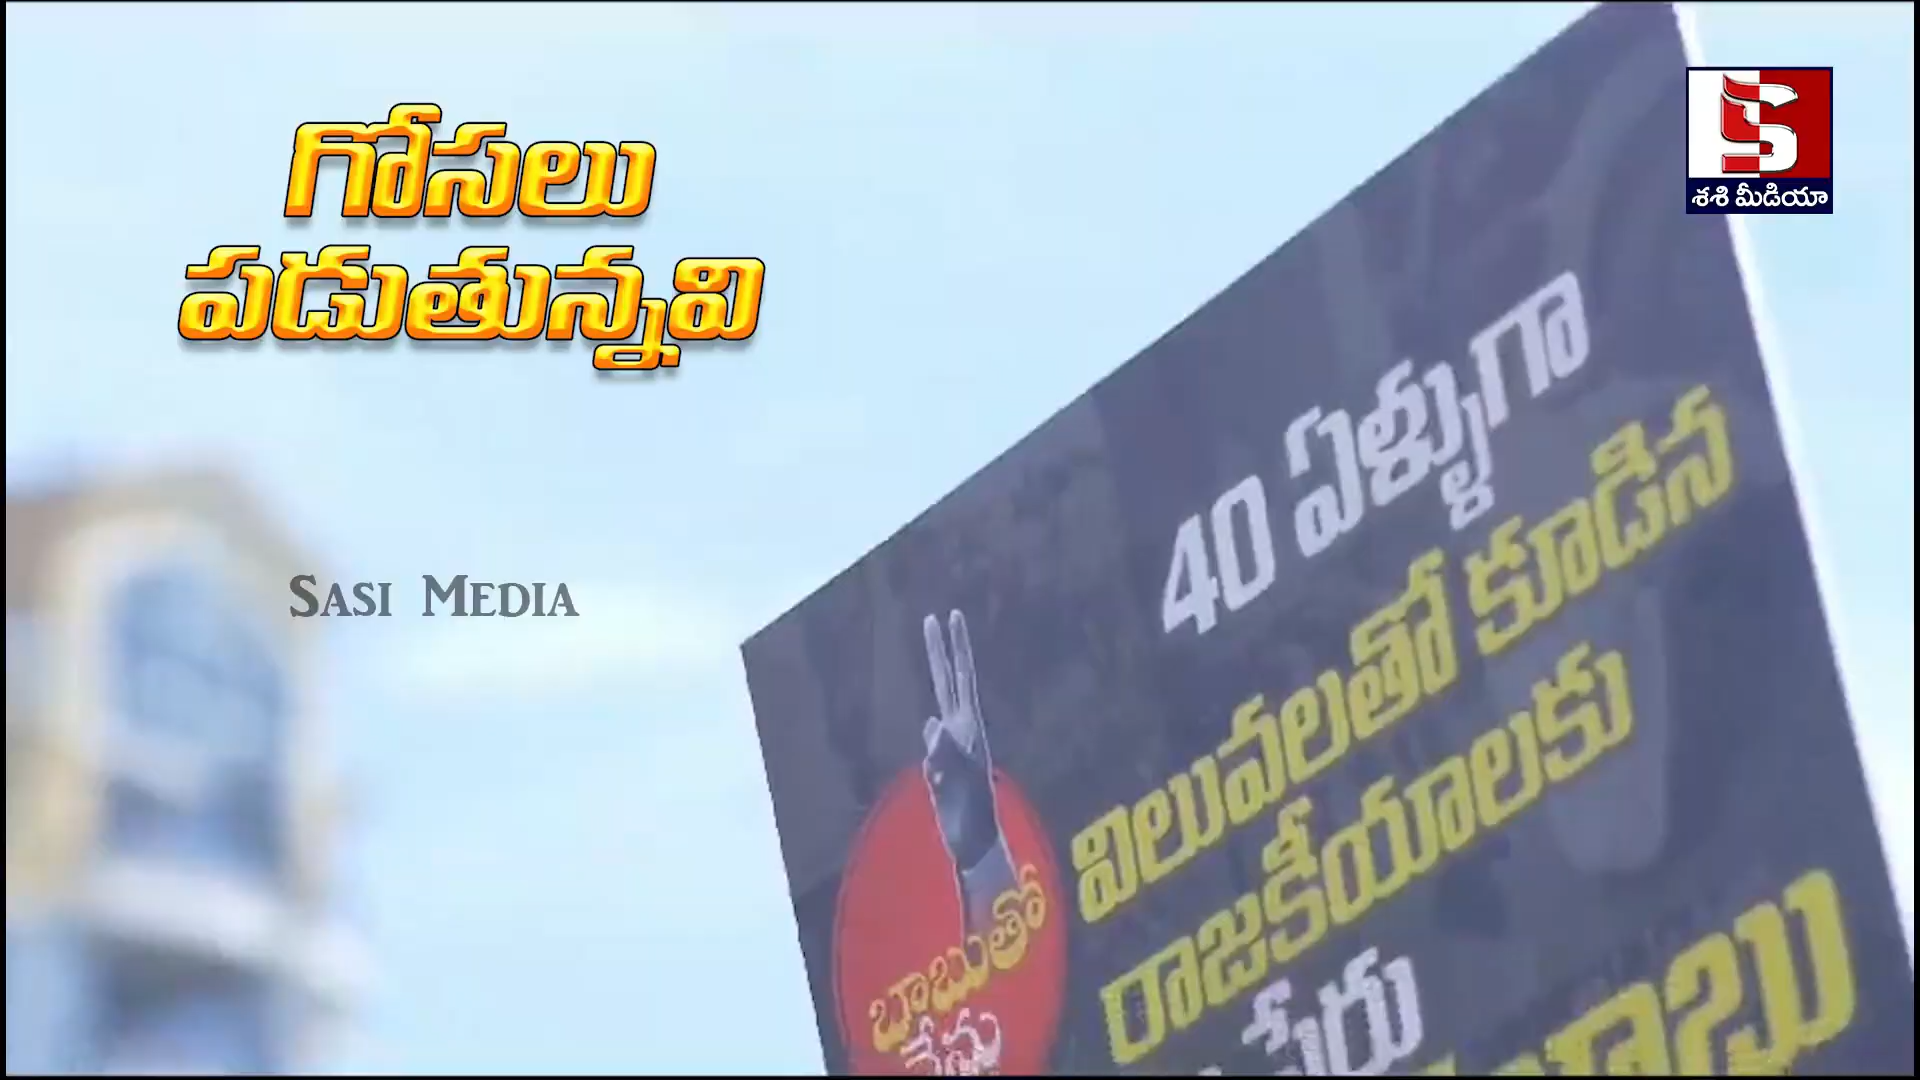 గోసలు
పడుతున్నవి
శశి మీడియా
SASI MEDIA
40 ఏళ్ళుగా
విలువలతో కూడిన
రాజకీయాలకు
పేరు
బాబుతో
నేను